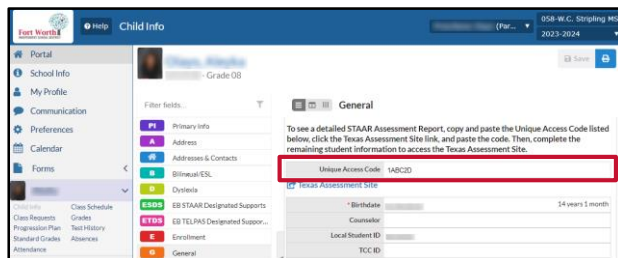 Fort Worth
INDEPENDENT SCHOOL DISTRICT
Help
Child Info
(Par...
058-W.C. Stripling MS
2023-2024
Portal
School Info
My Profile
Communication
Preferences
Calendar
Forms
Child Info Class Schedule
Class Requests Grades
Progression Plan Test History
Standard Grades Absences
Attendance
- Grade 08
Save
Filter fields...
PI Primary Info
A Address
Addresses & Contacts
B Bilingual/ESL
D Dyslexia
ESDS EB STAAR Designated Supports
ETDS EB TELPAS Designated Suppor...
E Enrollment
G General
General
To see a detailed STAAR Assessment Report, copy and paste the Unique Access Code listed
below, click the Texas Assessment Site link, and paste the code. Then, complete the
remaining student information to access the Texas Assessment Site.
Unique Access Code 1ABC2D
Texas Assessment Site
* Birthdate 14 years 1 month
Counselor
Local Student ID
TCC ID